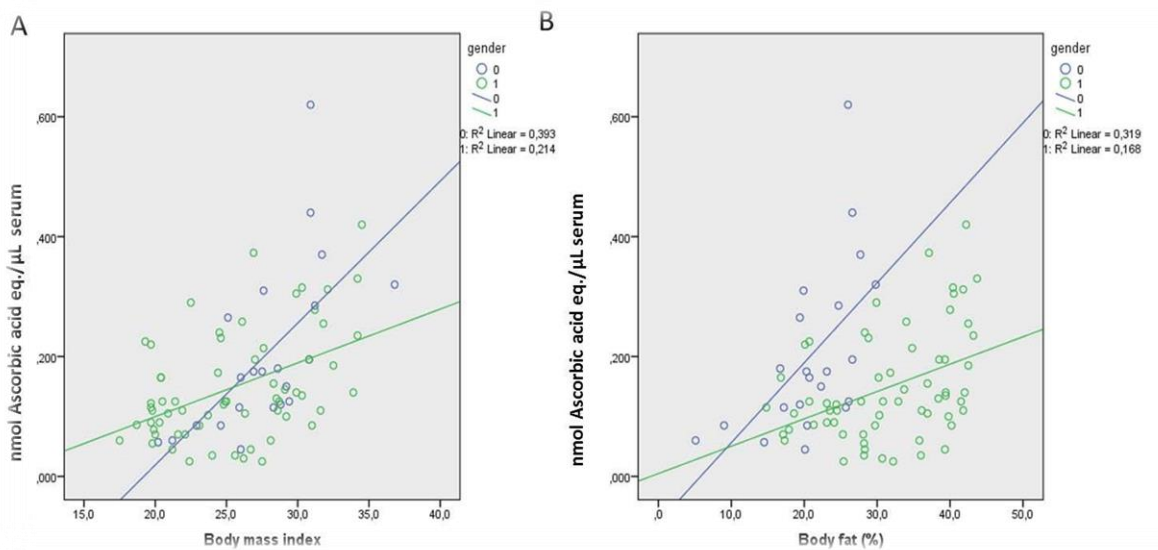 A
gender
0
1
0
1
0: R² Linear = 0,393
1: R² Linear = 0,214
,600
,400
,200
,000
nmol Ascorbic acid eq./µL serum
15,0 20,0 25,0 30,0 35,0 40,0
Body mass index
B
gender
0
1
0
1
0: R² Linear = 0,319
1: R² Linear = 0,168
,600
,400
,200
,000
nmol Ascorbic acid eq./µL serum
,0 10,0 20,0 30,0 40,0 50,0
Body fat (%)